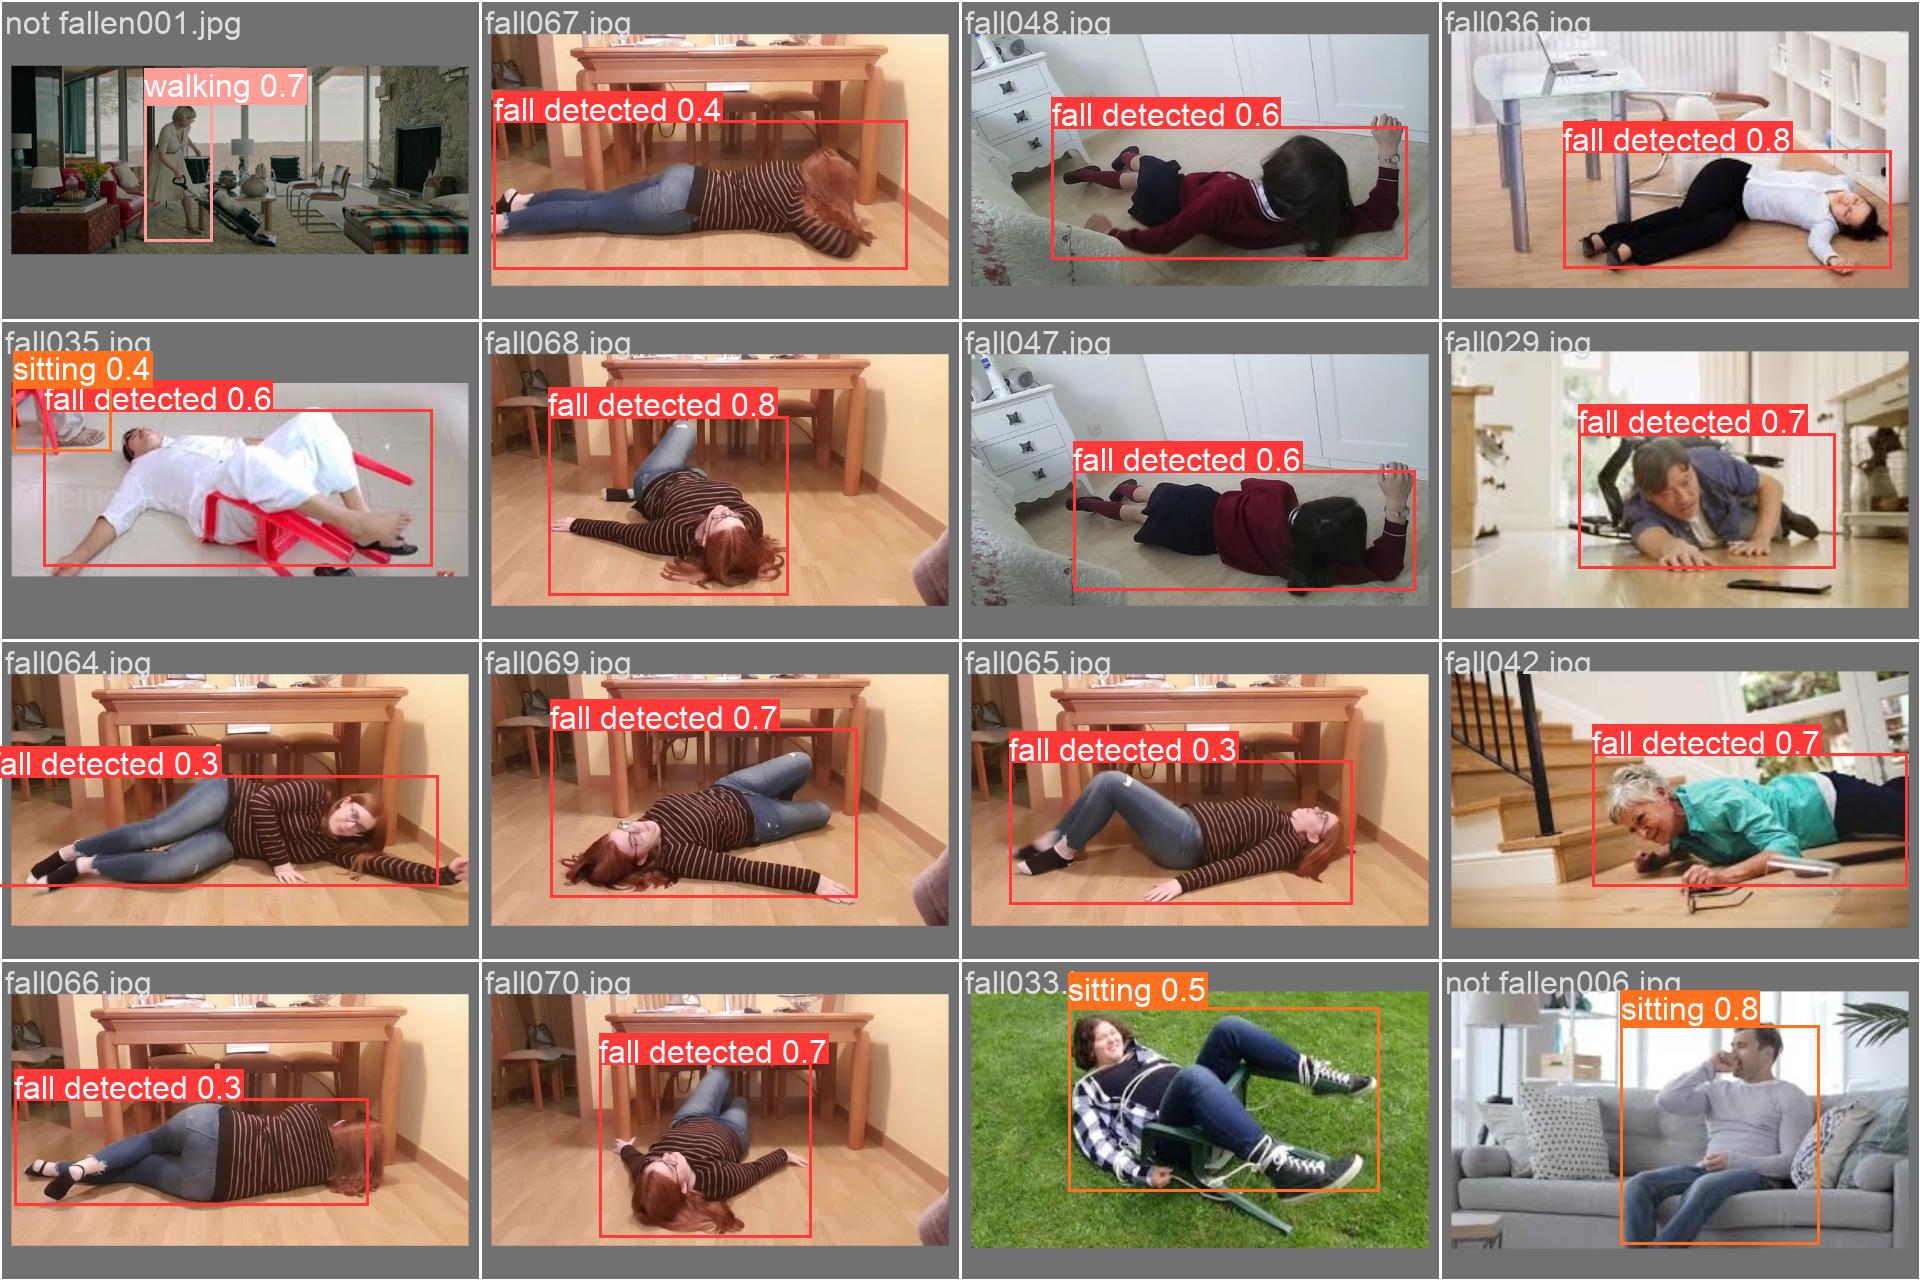 not fallen001.jpg
walking 0.7
fall067.jpg
fall detected 0.4
fall048.jpg
fall detected 0.6
fall036.jpg
fall detected 0.8
fall035.jpg
sitting 0.4
fall detected 0.6
fall068.jpg
fall detected 0.8
fall047.jpg
fall detected 0.6
fall029.jpg
fall detected 0.7
fall064.jpg
fall detected 0.3
fall069.jpg
fall detected 0.7
fall065.jpg
fall detected 0.3
fall042.jpg
fall detected 0.7
fall066.jpg
fall detected 0.3
fall070.jpg
fall detected 0.7
fall033.
sitting 0.5
not fallen006.jpg
sitting 0.8